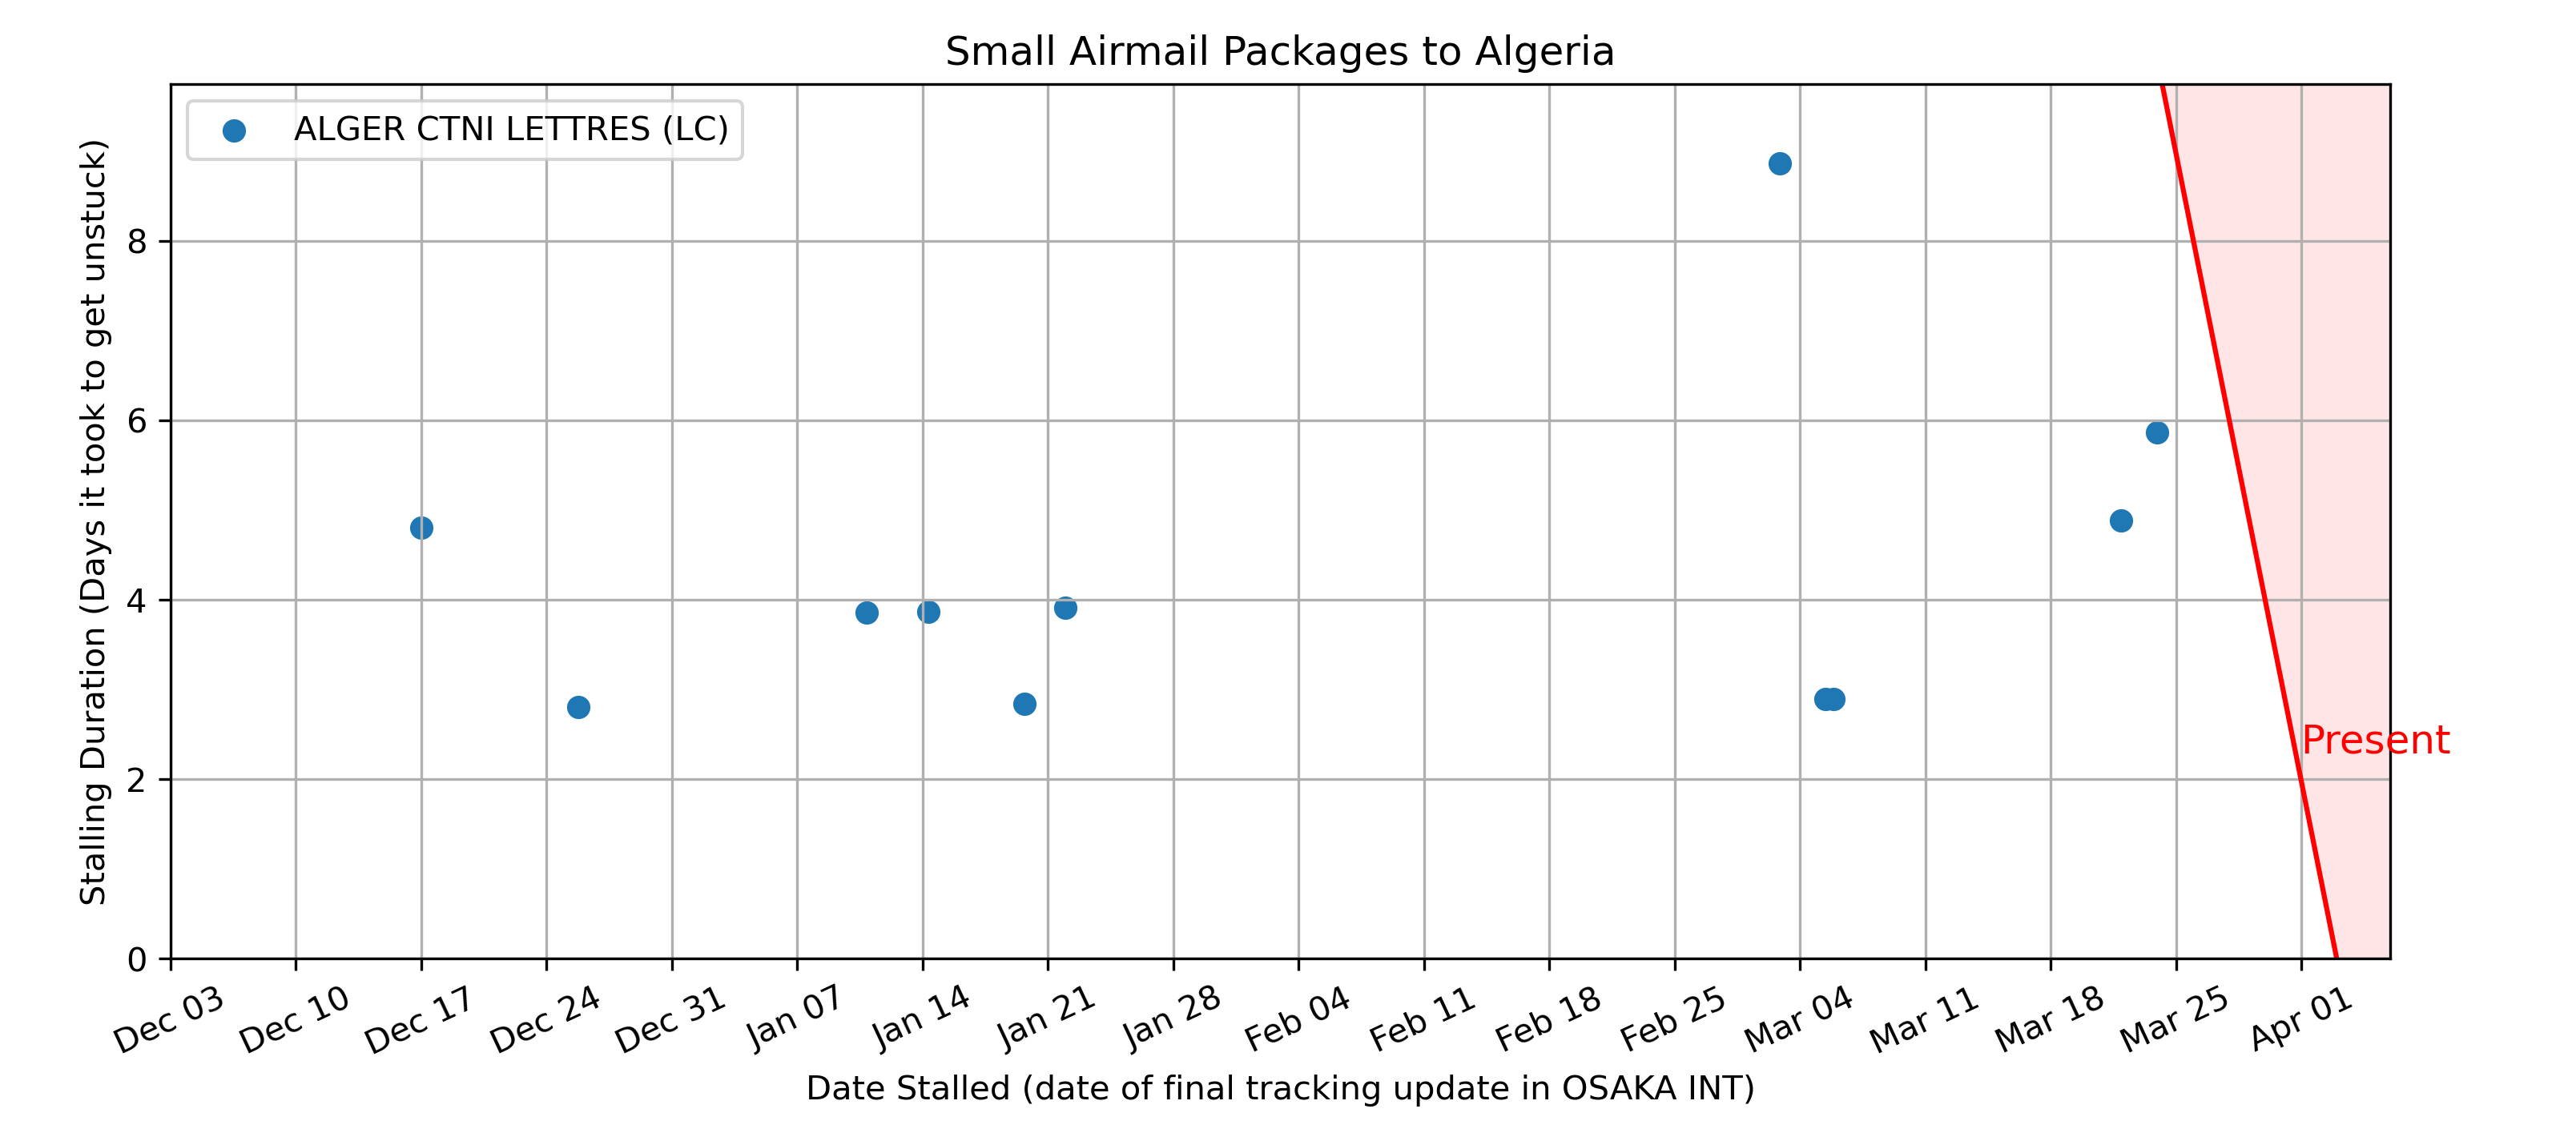 Small Airmail Packages to Algeria
ALGER CTNI LETTRES (LC)
Stalling Duration (Days it took to get unstuck)
8
6
4
2
0
Present
Dec 03
Dec 10
Dec 17
Dec 24
Dec 31
Jan 07
Jan 14
Jan 21
Jan 28
Feb 04
Feb 11
Feb 18
Feb 25
Mar 04
Mar 11
Mar 18
Mar 25
Apr 01
Date Stalled (date of final tracking update in OSAKA INT)